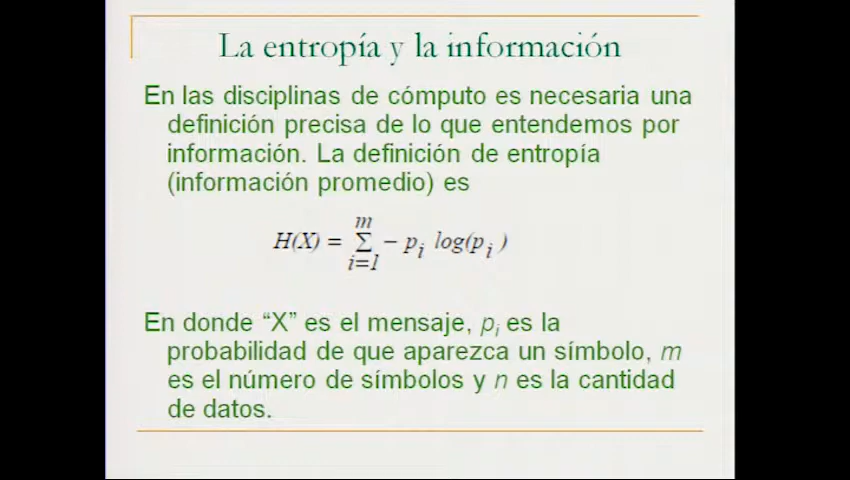 La entropía y la información
En las disciplinas de cómputo es necesaria una
definición precisa de lo que entendemos por
información. La definición de entropía
(información promedio) es
H(X) = m Σ i=1 − p_i log(p_i )
En donde “X” es el mensaje, p_i es la
probabilidad de que aparezca un símbolo, m
es el número de símbolos y n es la cantidad
de datos.